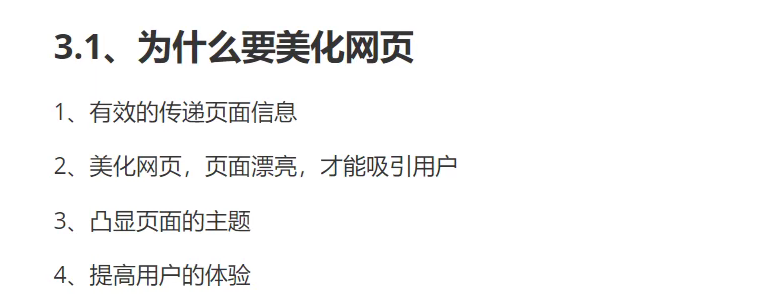 3.1、为什么要美化网页
1、有效的传递页面信息
2、美化网页，页面漂亮，才能吸引用户
3、凸显页面的主题
4、提高用户的体验